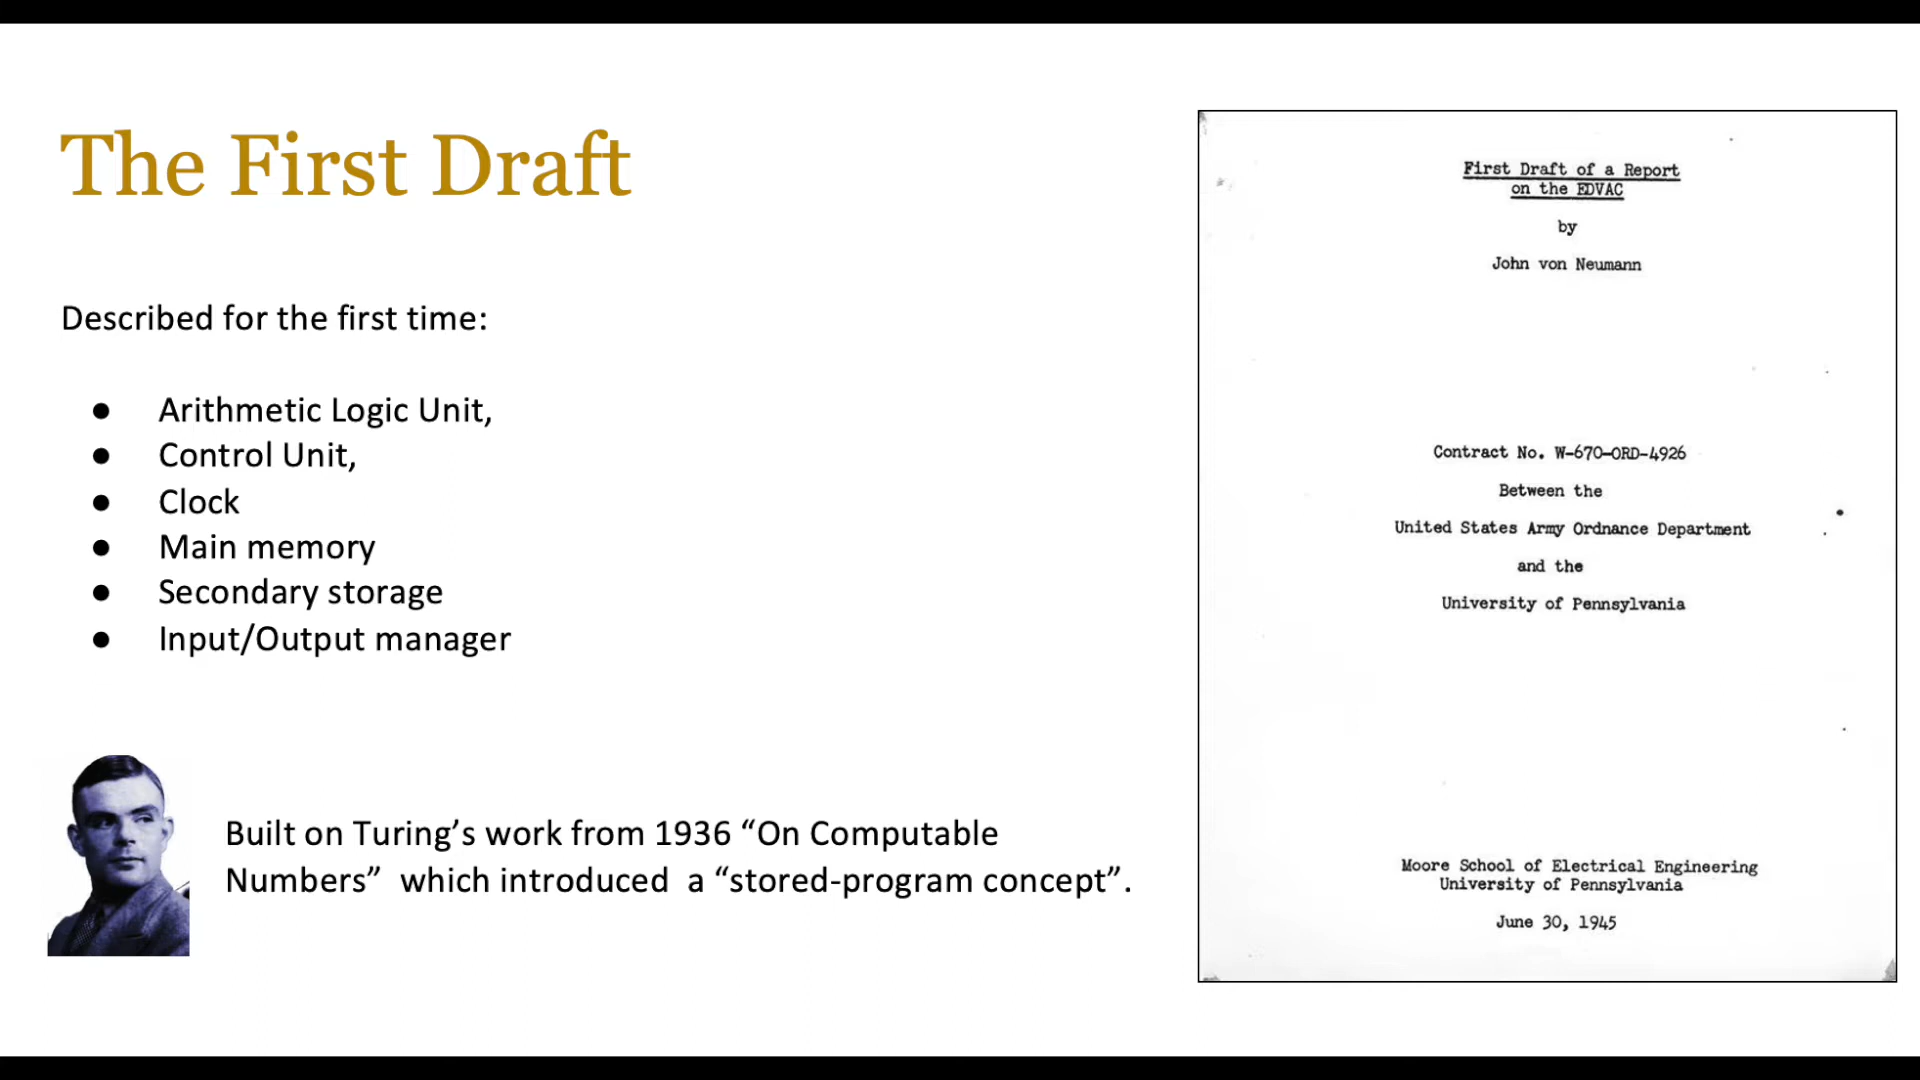 The First Draft
Described for the first time:
● Arithmetic Logic Unit,
● Control Unit,
● Clock
● Main memory
● Secondary storage
● Input/Output manager
Built on Turing’s work from 1936 “On Computable
Numbers”  which introduced  a “stored-program concept”.
First Draft of a Report
on the EDVAC
by
John von Neumann
Contract No. W-670-ORD-4926
Between the
United States Army Ordnance Department
and the
University of Pennsylvania
Moore School of Electrical Engineering
University of Pennsylvania
June 30, 1945